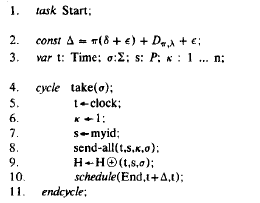 1. task Start;
2. const Δ = π(δ + ϵ) + Dπ,λ + ϵ;
3. var t: Time; σ:Σ; s: P; κ : 1 ... n;
4. cycle take(σ);
5. t←clock;
6. κ←1;
7. s←myid;
8. send-all(t,s,κ,σ);
9. H←H⊕(t,s,σ);
10. schedule(End,t+Δ,t);
11. endcycle;